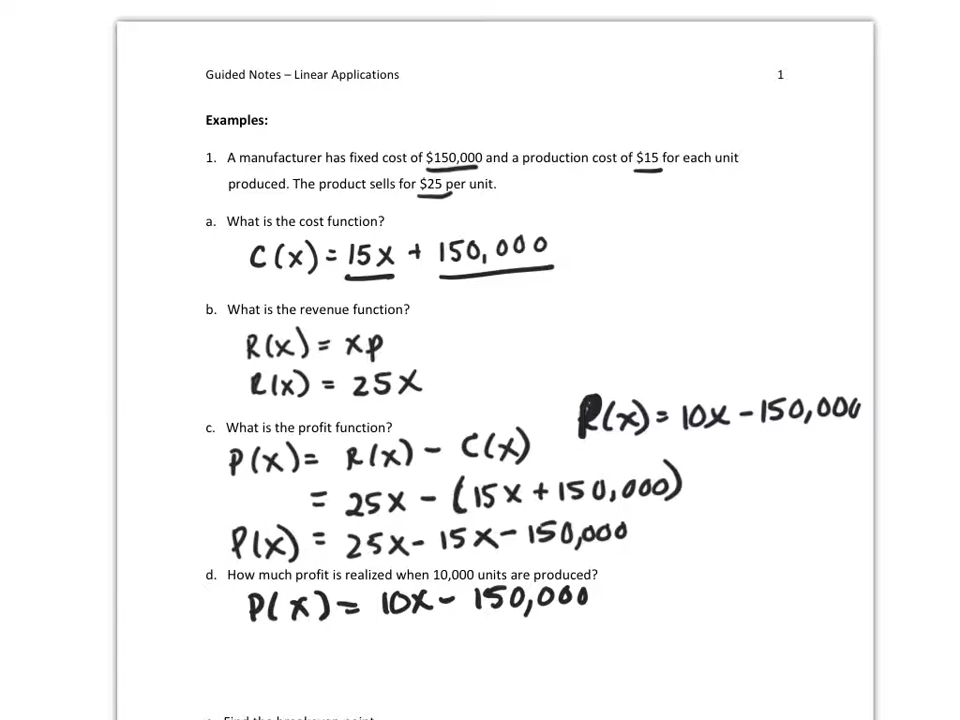 Guided Notes – Linear Applications 1
Examples:
1. A manufacturer has fixed cost of $150,000 and a production cost of $15 for each unit
produced. The product sells for $25 per unit.
a. What is the cost function?
C(x) = 15x + 150,000
b. What is the revenue function?
R(x) = xp
R(x) = 25x
R(x) = 10x - 150,000
c. What is the profit function?
P(x) = R(x) - C(x)
= 25x - (15x + 150,000)
P(x) = 25x - 15x - 150,000
d. How much profit is realized when 10,000 units are produced?
P(x) = 10x - 150,000